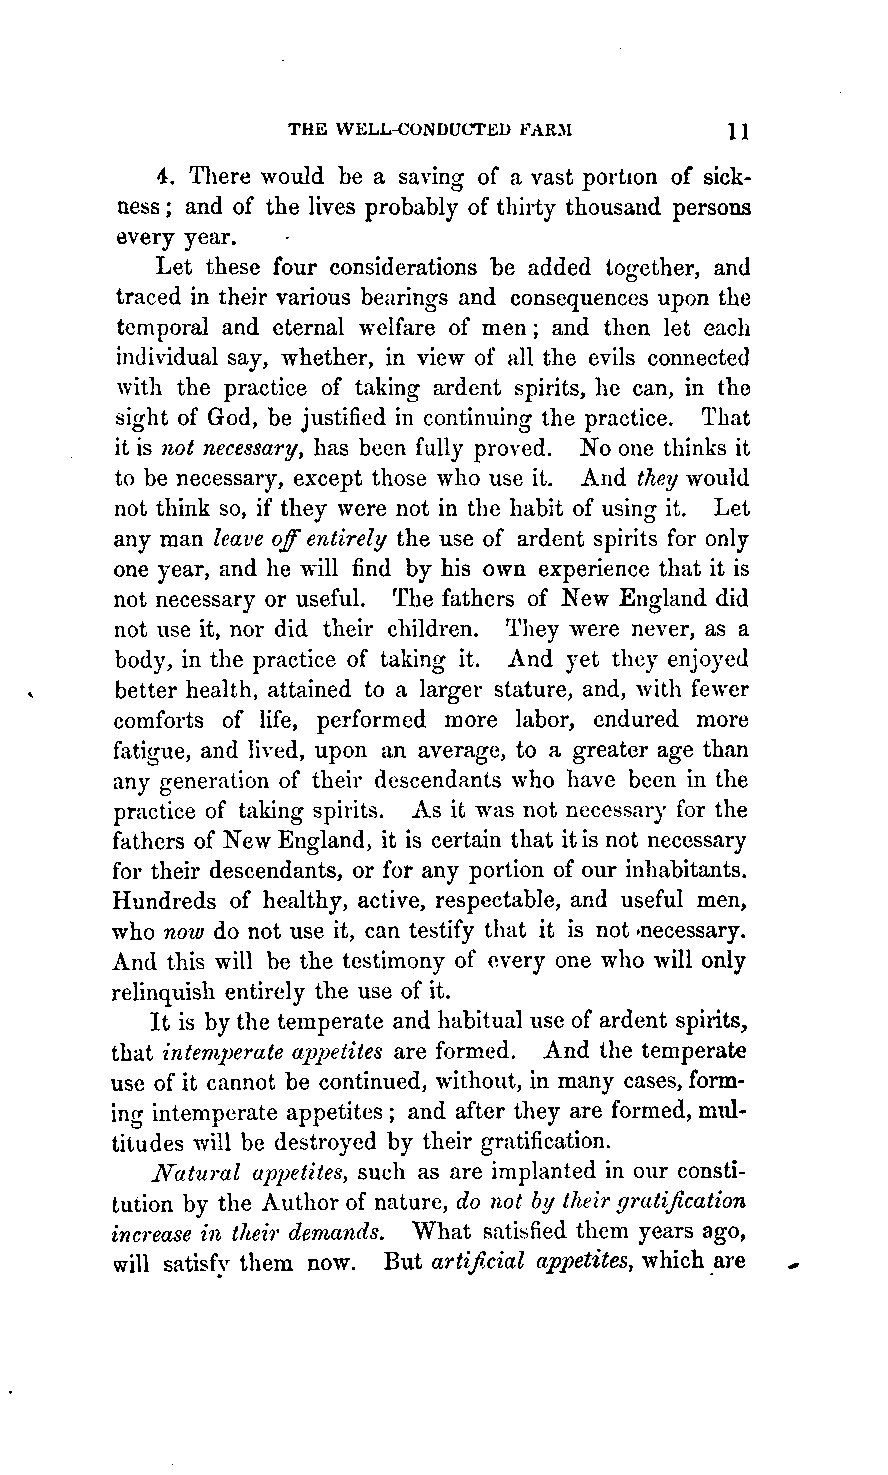 THE WELL-CONDUCTED FARM 11
4. There would be a saving of a vast portion of sick-
ness; and of the lives probably of thirty thousand persons
every year.
Let these four considerations be added together, and
traced in their various bearings and consequences upon the
temporal and eternal welfare of men; and then let each
individual say, whether, in view of all the evils connected
with the practice of taking ardent spirits, he can, in the
sight of God, be justified in continuing the practice. That
it is not necessary, has been fully proved. No one thinks it
to be necessary, except those who use it. And they would
not think so, if they were not in the habit of using it. Let
any man leave off entirely the use of ardent spirits for only
one year, and he will find by his own experience that it is
not necessary or useful. The fathers of New England did
not use it, nor did their children. They were never, as a
body, in the practice of taking it. And yet they enjoyed
better health, attained to a larger stature, and, with fewer
comforts of life, performed more labor, endured more
fatigue, and lived, upon an average, to a greater age than
any generation of their descendants who have been in the
practice of taking spirits. As it was not necessary for the
fathers of New England, it is certain that it is not necessary
for their descendants, or for any portion of our inhabitants.
Hundreds of healthy, active, respectable, and useful men,
who now do not use it, can testify that it is not necessary.
And this will be the testimony of every one who will only
relinquish entirely the use of it.
It is by the temperate and habitual use of ardent spirits,
that intemperate appetites are formed. And the temperate
use of it cannot be continued, without, in many cases, form-
ing intemperate appetites; and after they are formed, mul-
titudes will be destroyed by their gratification.
Natural appetites, such as are implanted in our consti-
tution by the Author of nature, do not by their gratification
increase in their demands. What satisfied them years ago,
will satisfy them now. But artificial appetites, which are